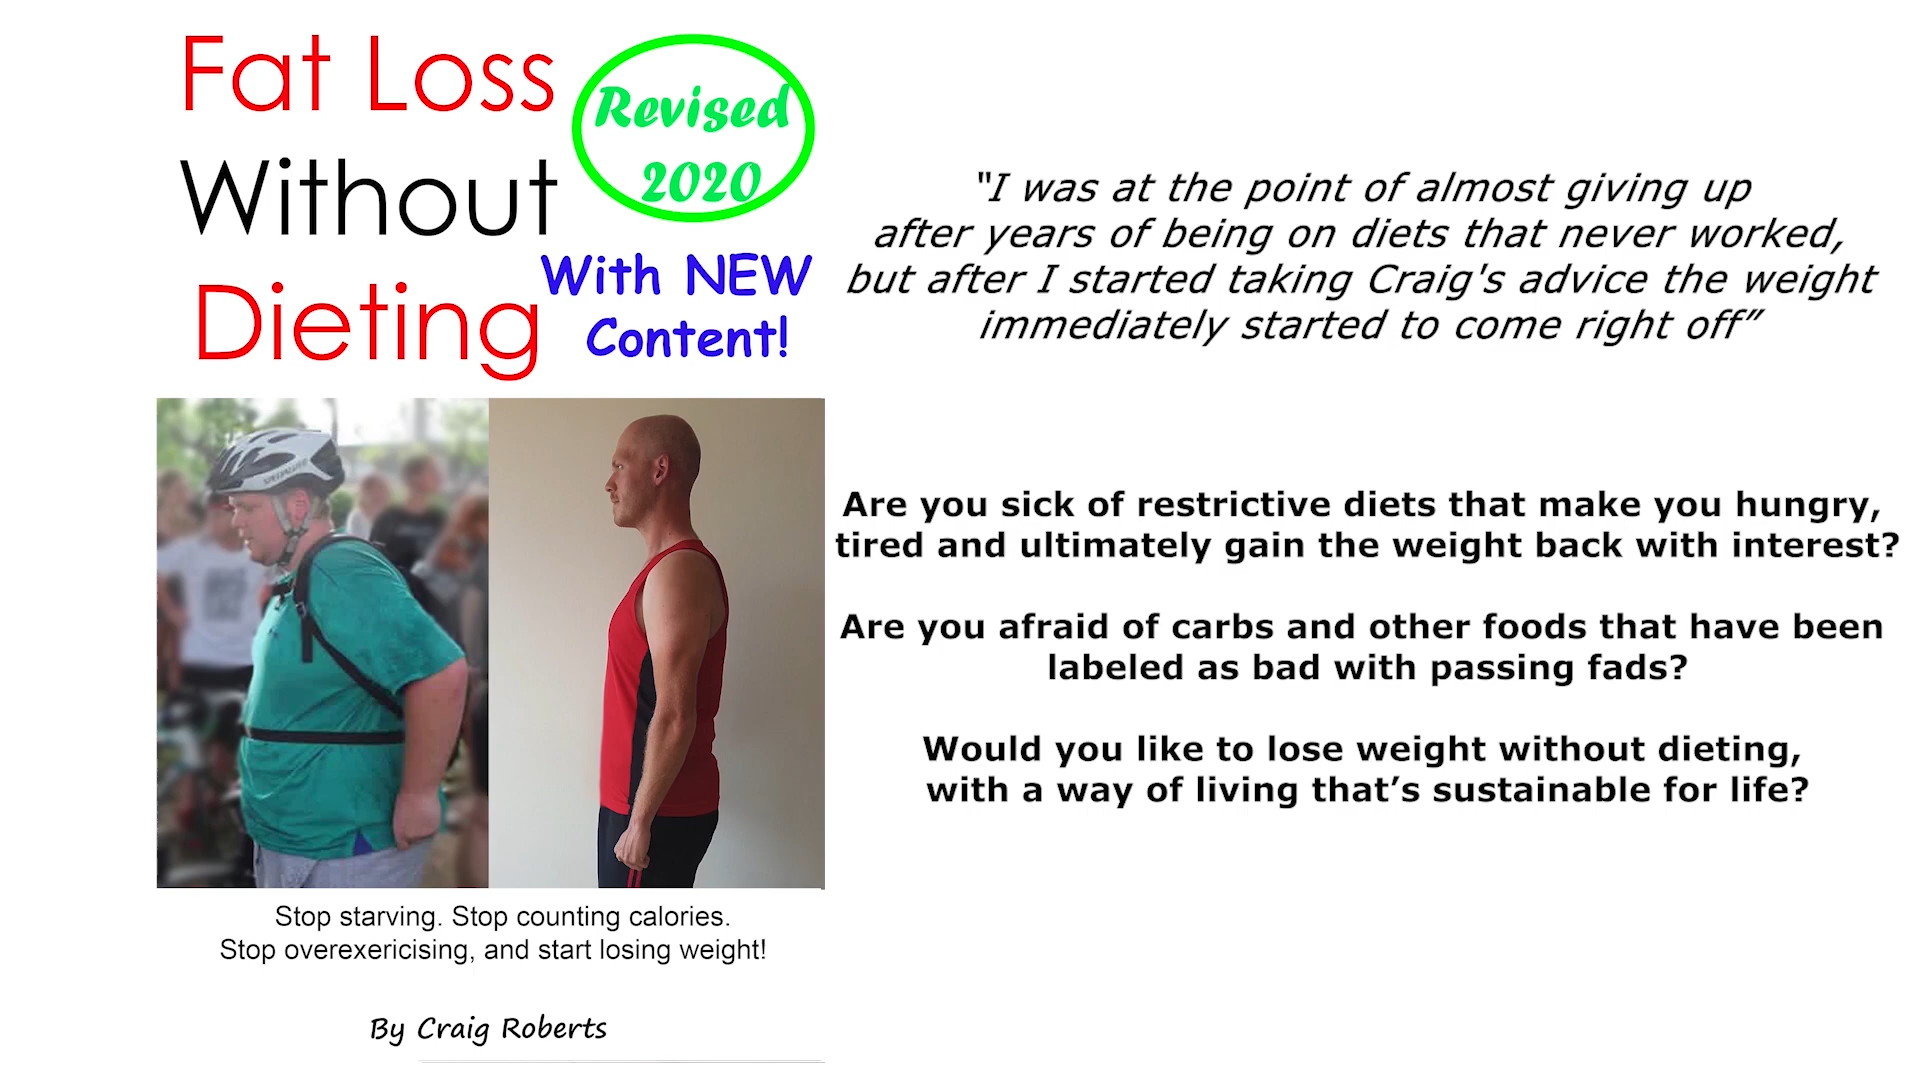 Fat Loss
Without
Dieting
Revised
2020
With NEW
Content!
SPECIALIZED
Stop starving. Stop counting calories.
Stop overexericising, and start losing weight!
By Craig Roberts
“I was at the point of almost giving up
after years of being on diets that never worked,
but after I started taking Craig's advice the weight
immediately started to come right off”
Are you sick of restrictive diets that make you hungry,
tired and ultimately gain the weight back with interest?
Are you afraid of carbs and other foods that have been
labeled as bad with passing fads?
Would you like to lose weight without dieting,
with a way of living that’s sustainable for life?